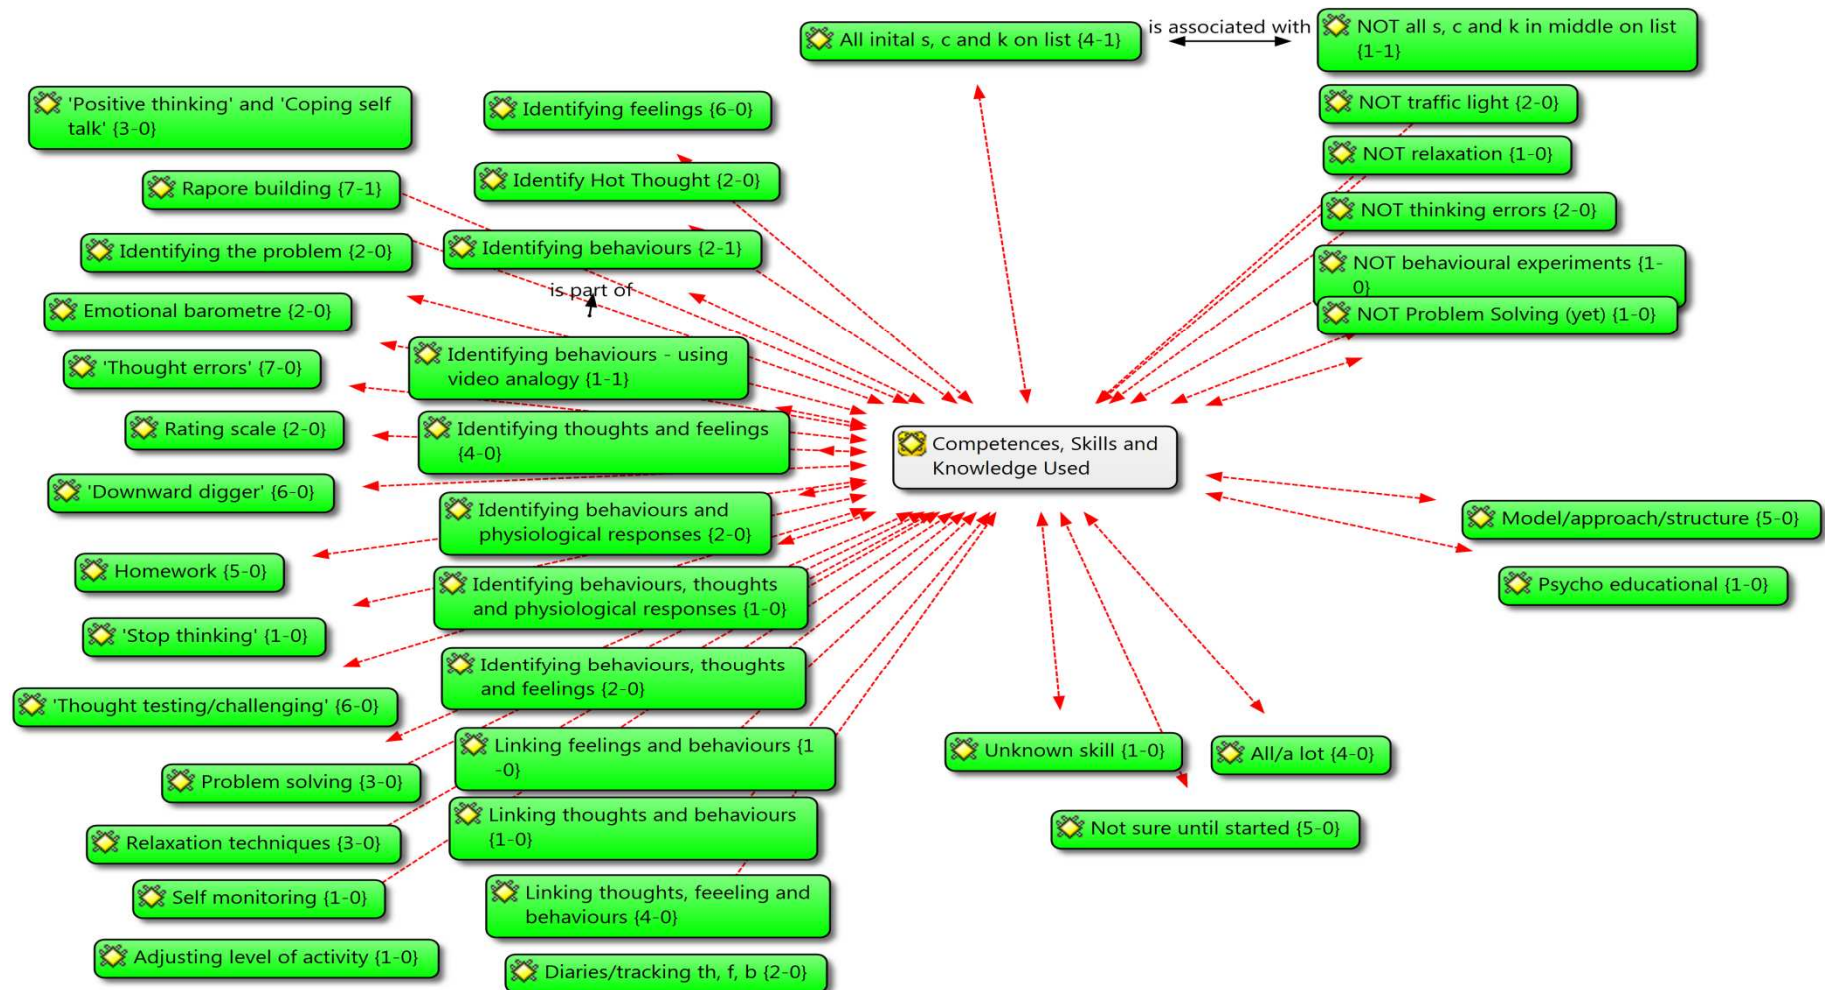 All inital s, c and k on list {4-1}
is associated with
NOT all s, c and k in middle on list
{1-1}
'Positive thinking' and 'Coping self
talk' {3-0}
Identifying feelings {6-0}
NOT traffic light {2-0}
NOT relaxation {1-0}
Rapore building {7-1}
Identify Hot Thought {2-0}
NOT thinking errors {2-0}
Identifying the problem {2-0}
Identifying behaviours {2-1}
NOT behavioural experiments {1-
0}
is part of
Emotional barometre {2-0}
NOT Problem Solving (yet) {1-0}
'Thought errors' {7-0}
Identifying behaviours - using
video analogy {1-1}
Rating scale {2-0}
Identifying thoughts and feelings
{4-0}
Competences, Skills and
Knowledge Used
'Downward digger' {6-0}
Identifying behaviours and
physiological responses {2-0}
Model/approach/structure {5-0}
Homework {5-0}
Identifying behaviours, thoughts
and physiological responses {1-0}
Psycho educational {1-0}
'Stop thinking' {1-0}
Identifying behaviours, thoughts
and feelings {2-0}
'Thought testing/challenging' {6-0}
Linking feelings and behaviours {1
-0}
Unknown skill {1-0}
All/a lot {4-0}
Problem solving {3-0}
Linking thoughts and behaviours
{1-0}
Not sure until started {5-0}
Relaxation techniques {3-0}
Self monitoring {1-0}
Linking thoughts, feeeling and
behaviours {4-0}
Adjusting level of activity {1-0}
Diaries/tracking th, f, b {2-0}